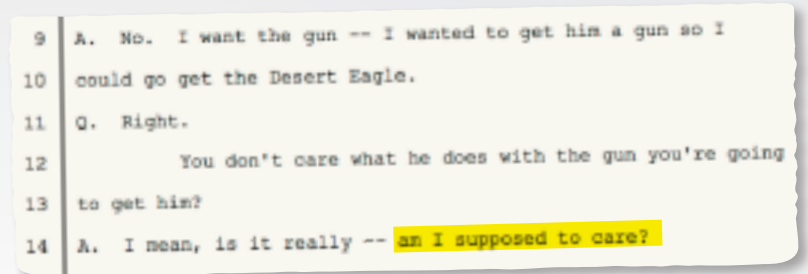 9 A. No. I want the gun -- I wanted to get him a gun so I
10 could go get the Desert Eagle.
11 Q. Right.
12 You don't care what he does with the gun you're going
13 to get him?
14 A. I mean, is it really -- am I supposed to care?